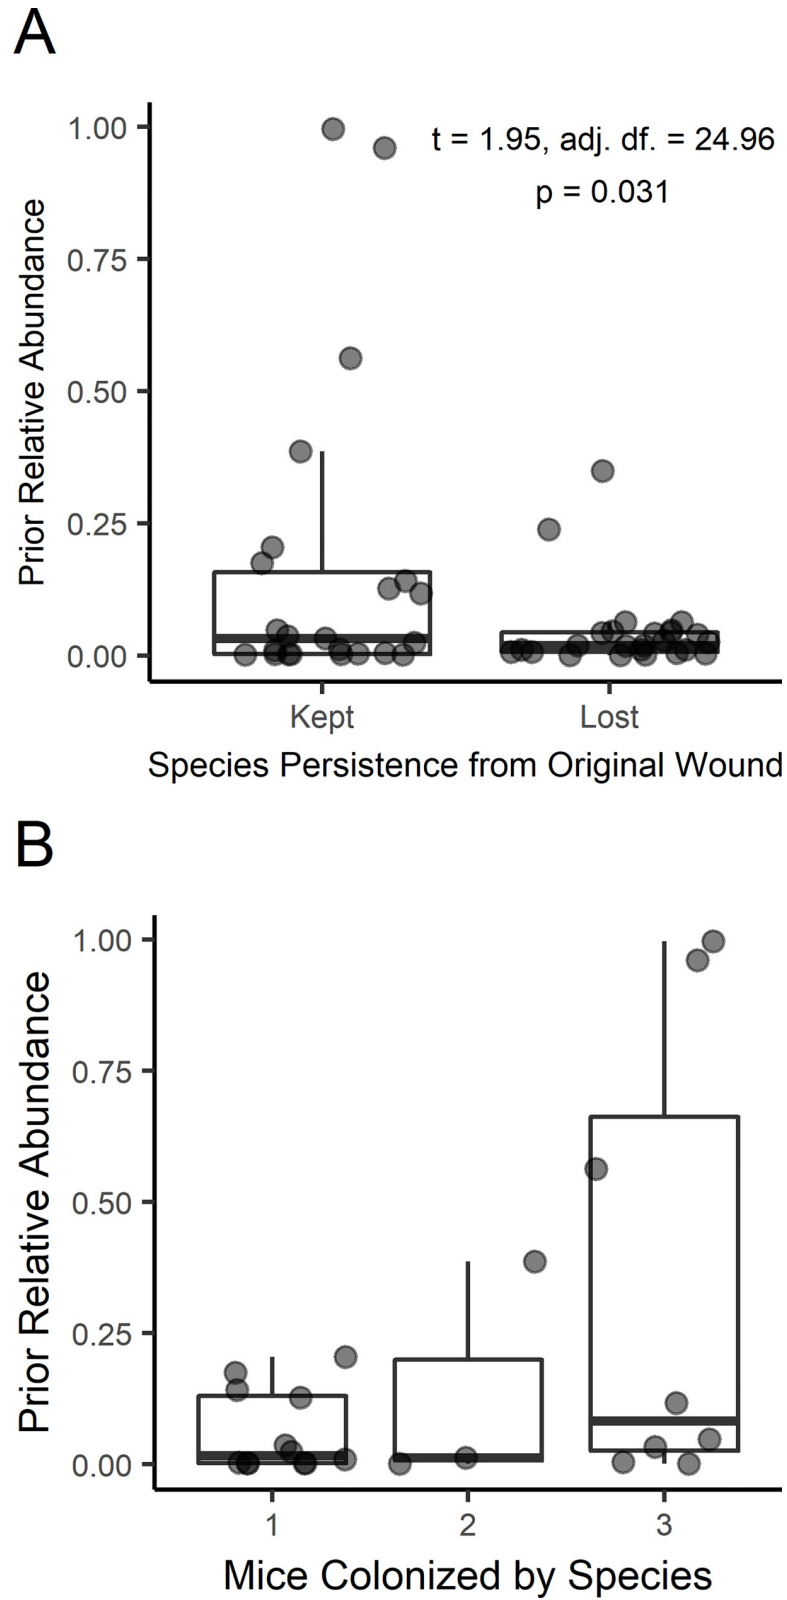 A
t = 1.95, adj. df. = 24.96
p = 0.031
Prior Relative Abundance
1.00
0.75
0.50
0.25
0.00
Kept Lost
Species Persistence from Original Wound
B
Prior Relative Abundance
1.00
0.75
0.50
0.25
0.00
1 2 3
Mice Colonized by Species